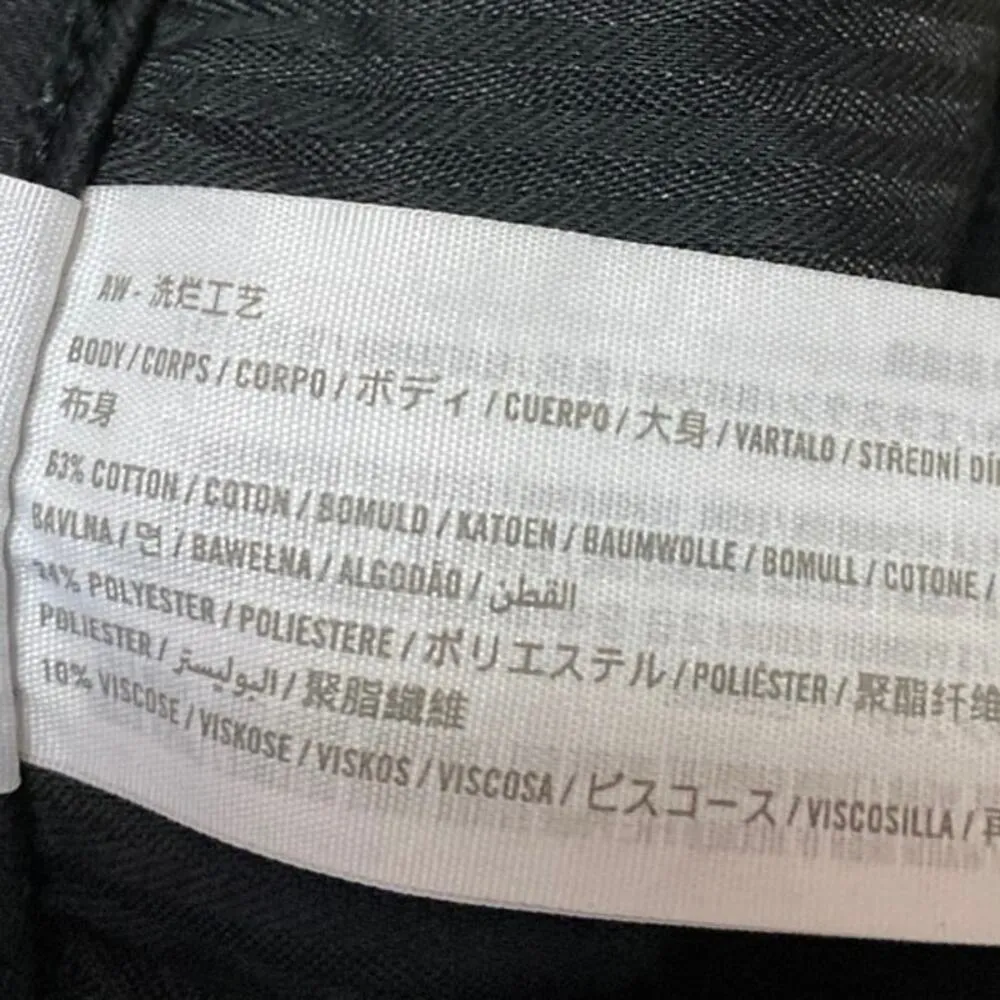 AW - 洗烂工艺
BODY / CORPS / CORPO / ボディ / CUERPO / 大身 / VARTALO / STŘEDNÍ
布身
63% COTTON / COTON / BOMULD / KATOEN / BAUMWOLLE / BOMULL / COTONE /
BAVLNA / 면 / BAWEŁNA / ALGODÃO / القطن
% POLYESTER / POLIESTERE / ポリエステル / POLIÉSTER / 聚酯纤维
POLIESTER / البوليستر / 聚脂纖維
10% VISCOSE / VISKOSE / VISKOS / VISCOSA / ビスコース / VISCOSILLA /